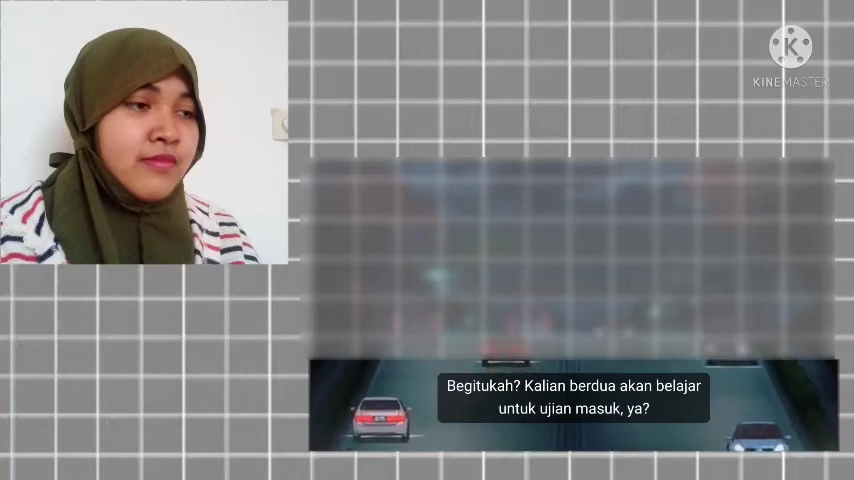 K
KINEMASTER
Begitukah? Kalian berdua akan belajar
untuk ujian masuk, ya?